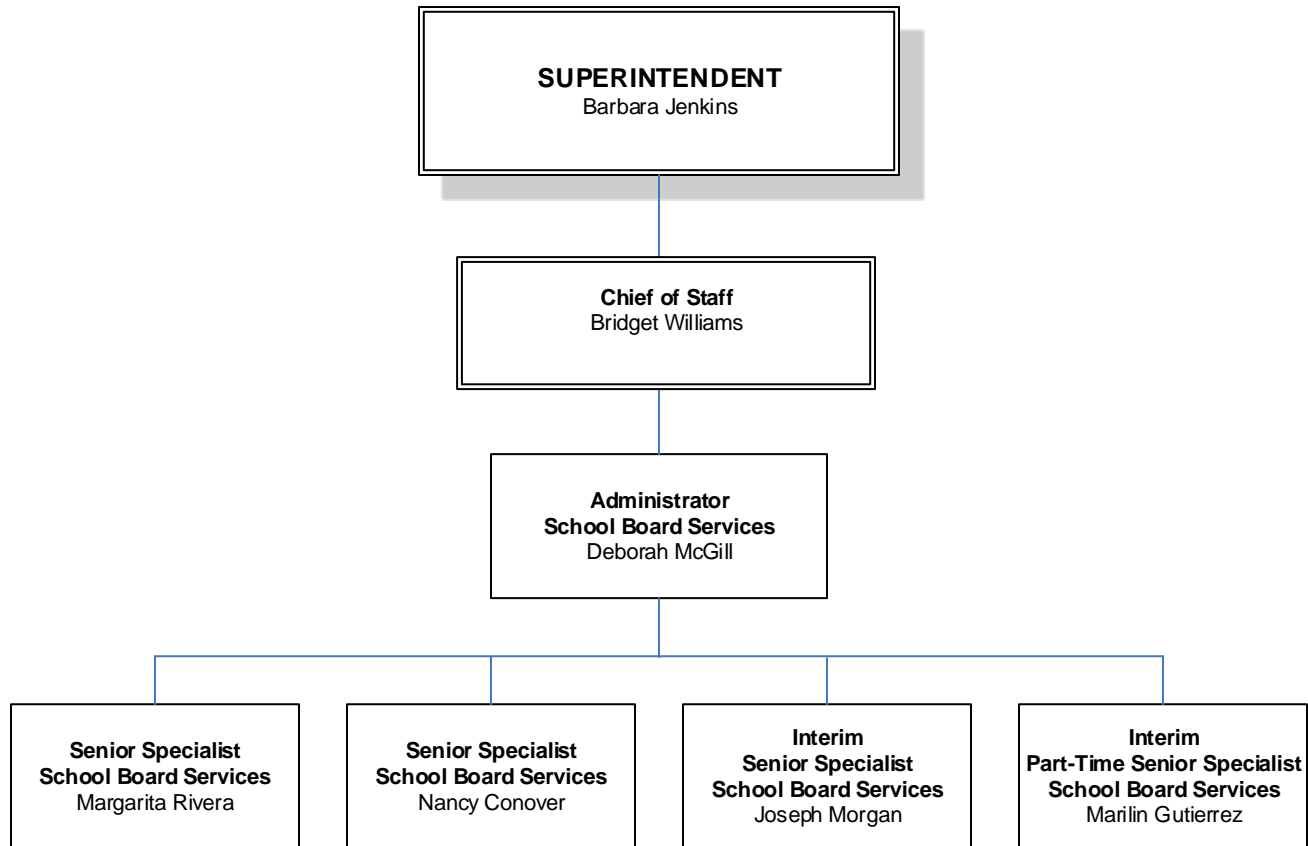 SUPERINTENDENT
Barbara Jenkins
Chief of Staff
Bridget Williams
Administrator
School Board Services
Deborah McGill
Senior Specialist
School Board Services
Margarita Rivera
Senior Specialist
School Board Services
Nancy Conover
Interim
Senior Specialist
School Board Services
Joseph Morgan
Interim
Part-Time Senior Specialist
School Board Services
Marilin Gutierrez